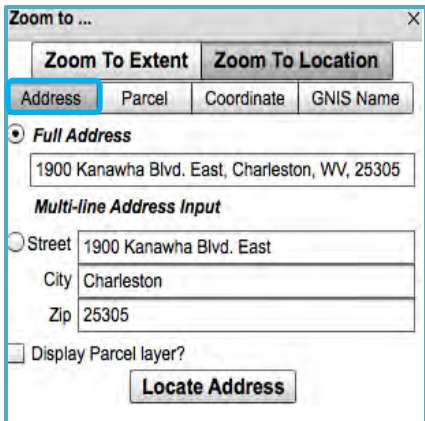 Zoom to ... X
Zoom To Extent Zoom To Location
Address Parcel Coordinate GNIS Name
Full Address
1900 Kanawha Blvd. East, Charleston, WV, 25305
Multi-line Address Input
Street 1900 Kanawha Blvd. East
City Charleston
Zip 25305
Display Parcel layer?
Locate Address